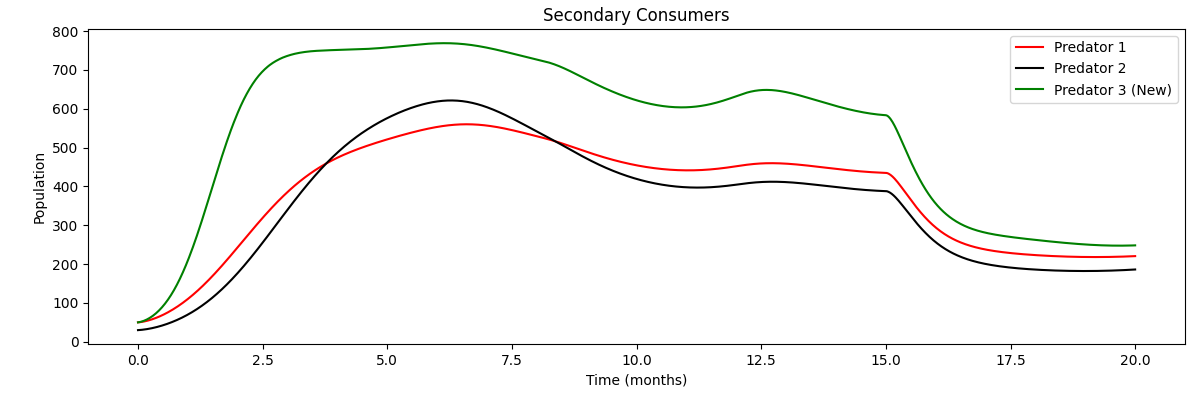 Secondary Consumers
Predator 1
Predator 2
Predator 3 (New)
Population
800
700
600
500
400
300
200
100
0
0.0 2.5 5.0 7.5 10.0 12.5 15.0 17.5 20.0
Time (months)